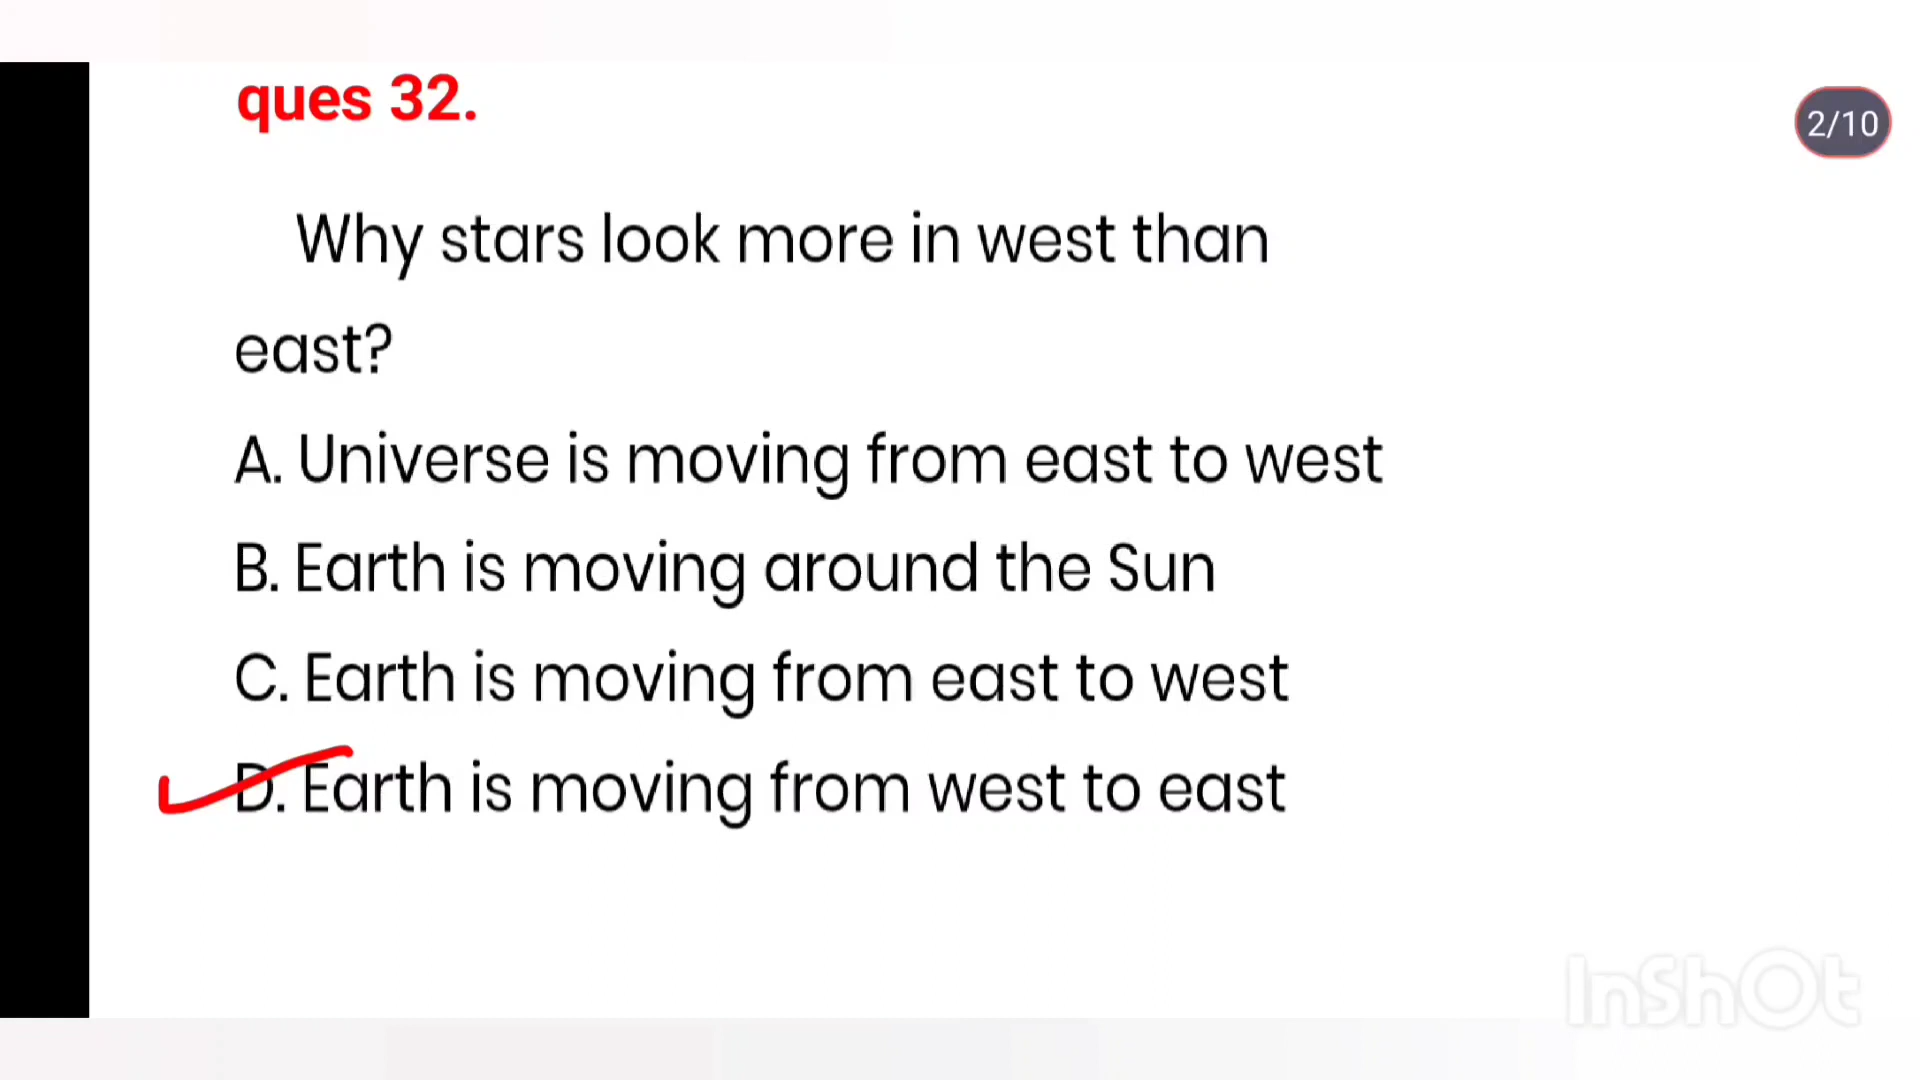 ques 32.
2/10
Why stars look more in west than
east?
A. Universe is moving from east to west
B. Earth is moving around the Sun
C. Earth is moving from east to west
D. Earth is moving from west to east
InShOt